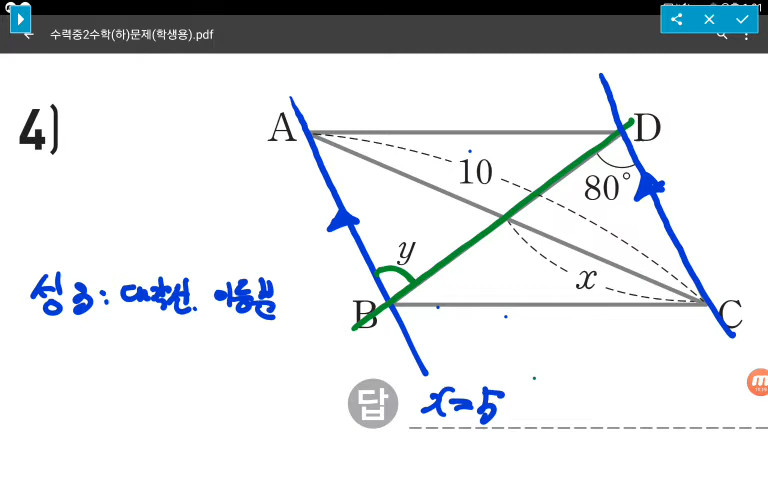 수력중2수학(하)문제(학생용).pdf
4)
A
D
10
80°
y
x
성질3: 대각선. 이등분
B
C
답 x=5